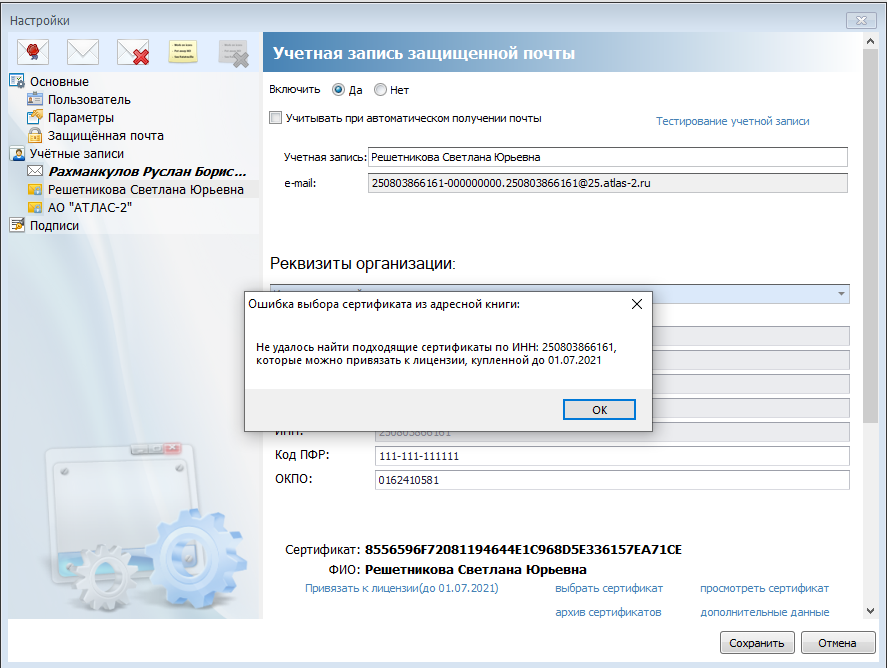 Настройки
Учетная запись защищенной почты
Основные
Пользователь
Параметры
Защищённая почта
Учётные записи
Рахманкулов Руслан Борис...
Решетникова Светлана Юрьевна
АО "АТЛАС-2"
Подписи
Включить Да Нет
Учитывать при автоматическом получении почты
Тестирование учетной записи
Учетная запись: Решетникова Светлана Юрьевна
e-mail: 250803866161-000000000.250803866161@25.atlas-2.ru
Реквизиты организации:
Ошибка выбора сертификата из адресной книги:
Не удалось найти подходящие сертификаты по ИНН: 250803866161,
которые можно привязать к лицензии, купленной до 01.07.2021
OK
ИНН: 250803866161
Код ПФР: 111-111-111111
ОКПО: 0162410581
Сертификат: 8556596F72081194644E1C968D5E336157EA71CE
ФИО: Решетникова Светлана Юрьевна
Привязать к лицензии(до 01.07.2021) выбрать сертификат просмотреть сертификат
архив сертификатов дополнительные данные
Сохранить Отмена